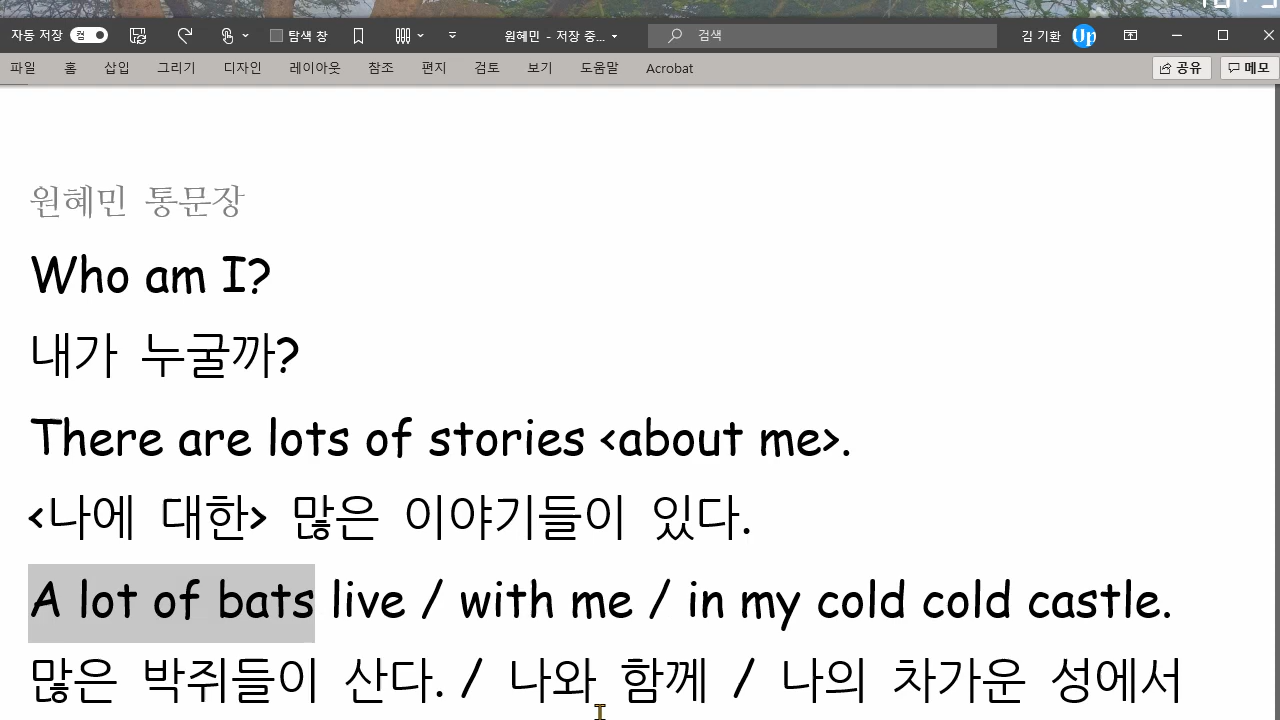 자동 저장 컴 탐색 창 원혜민 - 저장 중... 검색 김 기환 Up
파일 홈 삽입 그리기 디자인 레이아웃 참조 편지 검토 보기 도움말 Acrobat 공유 메모
원혜민 통문장
Who am I?
내가 누굴까?
There are lots of stories <about me>.
<나에 대한> 많은 이야기들이 있다.
A lot of bats live / with me / in my cold cold castle.
많은 박쥐들이 산다. / 나와 함께 / 나의 차가운 성에서